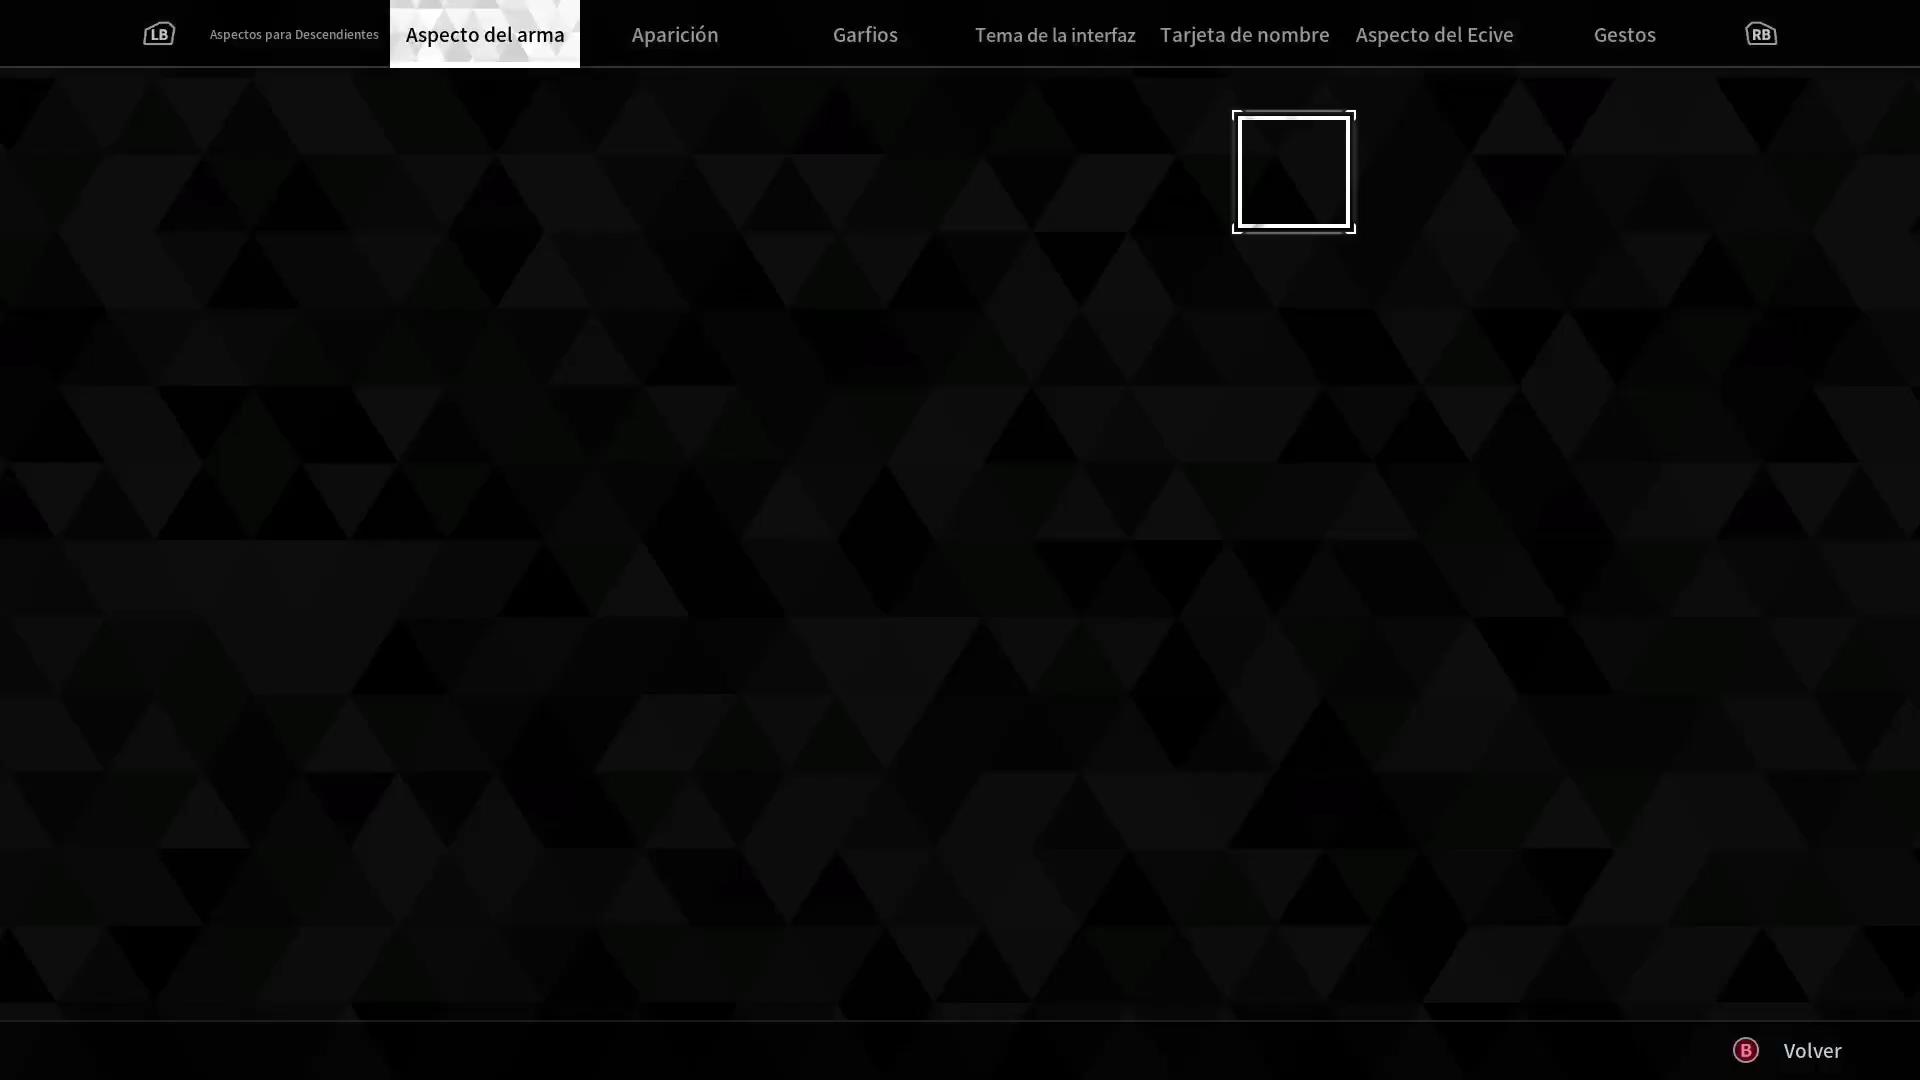 LB Aspectos para Descendientes Aspecto del arma Aparición Garfios Tema de la interfaz Tarjeta de nombre Aspecto del Ecive Gestos RB
B Volver